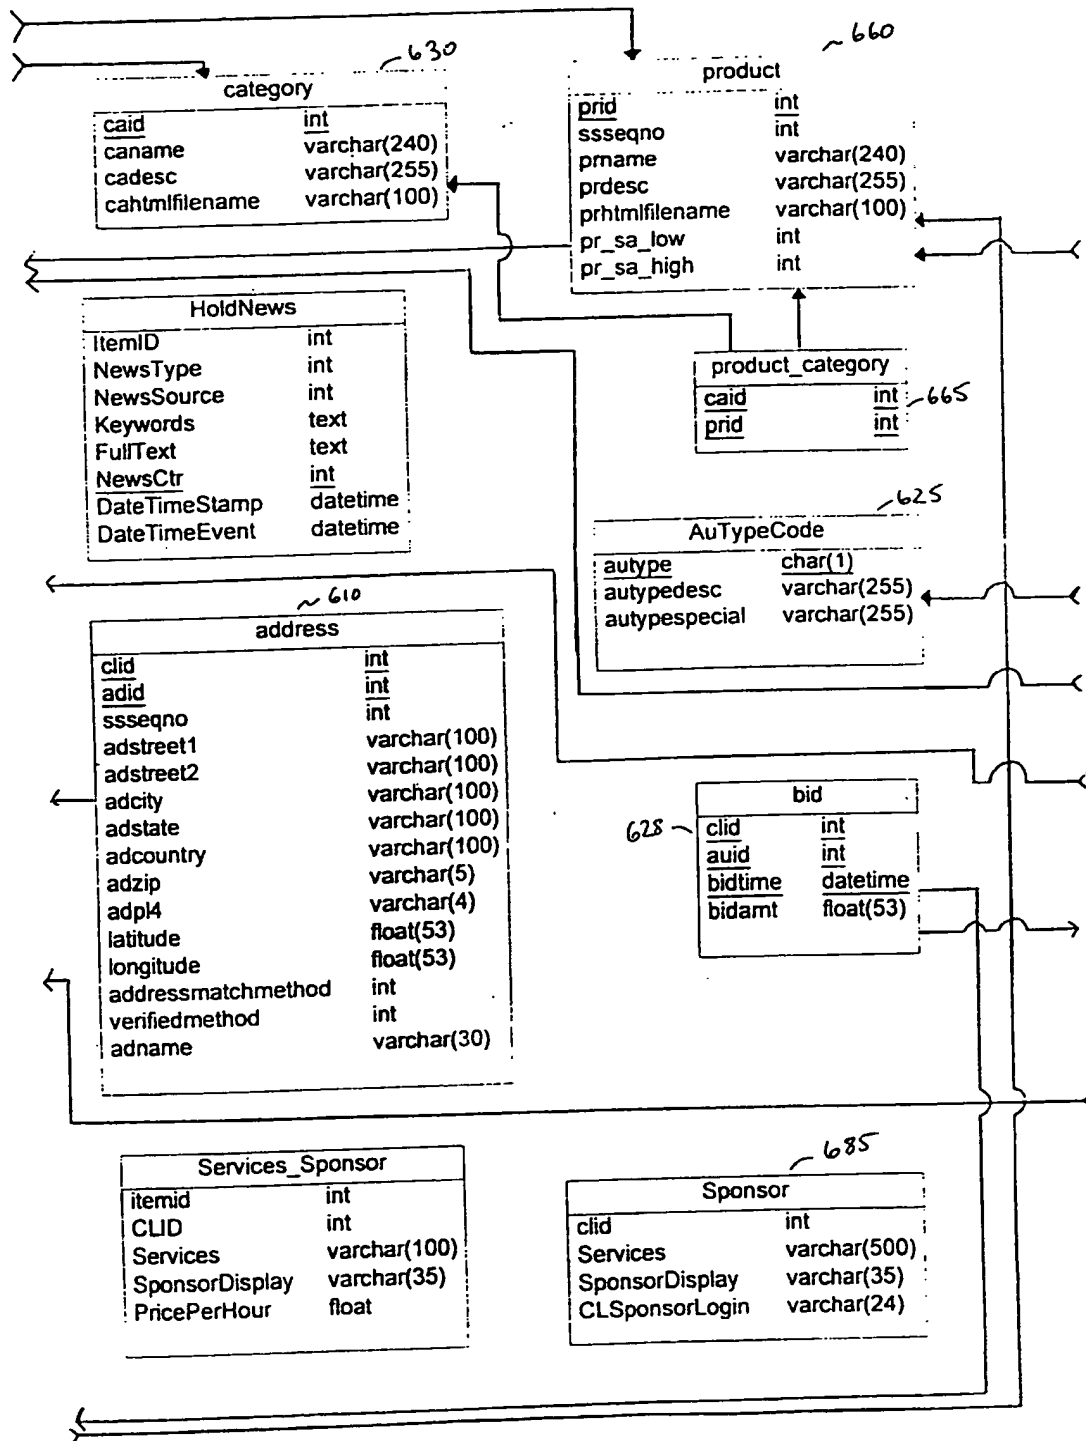 630
660
category
caid int
caname varchar(240)
cadesc varchar(255)
cahtmlfilename varchar(100)
product
prid int
ssseqno int
prname varchar(240)
prdesc varchar(255)
prhtmlfilename varchar(100)
pr_sa_low int
pr_sa_high int
HoldNews
ItemID int
NewsType int
NewsSource int
Keywords text
FullText text
NewsCtr int
DateTimeStamp datetime
DateTimeEvent datetime
product_category
caid int
prid int
665
625
AuTypeCode
autype char(1)
autypedesc varchar(255)
autypespecial varchar(255)
610
address
clid int
adid int
ssseqno int
adstreet1 varchar(100)
adstreet2 varchar(100)
adcity varchar(100)
adstate varchar(100)
adcountry varchar(100)
adzip varchar(5)
adpl4 varchar(4)
latitude float(53)
longitude float(53)
addressmatchmethod int
verifiedmethod int
adname varchar(30)
628
bid
clid int
auid int
bidtime datetime
bidamt float(53)
Services_Sponsor
itemid int
CLID int
Services varchar(100)
SponsorDisplay varchar(35)
PricePerHour float
685
Sponsor
clid int
Services varchar(500)
SponsorDisplay varchar(35)
CLSponsorLogin varchar(24)